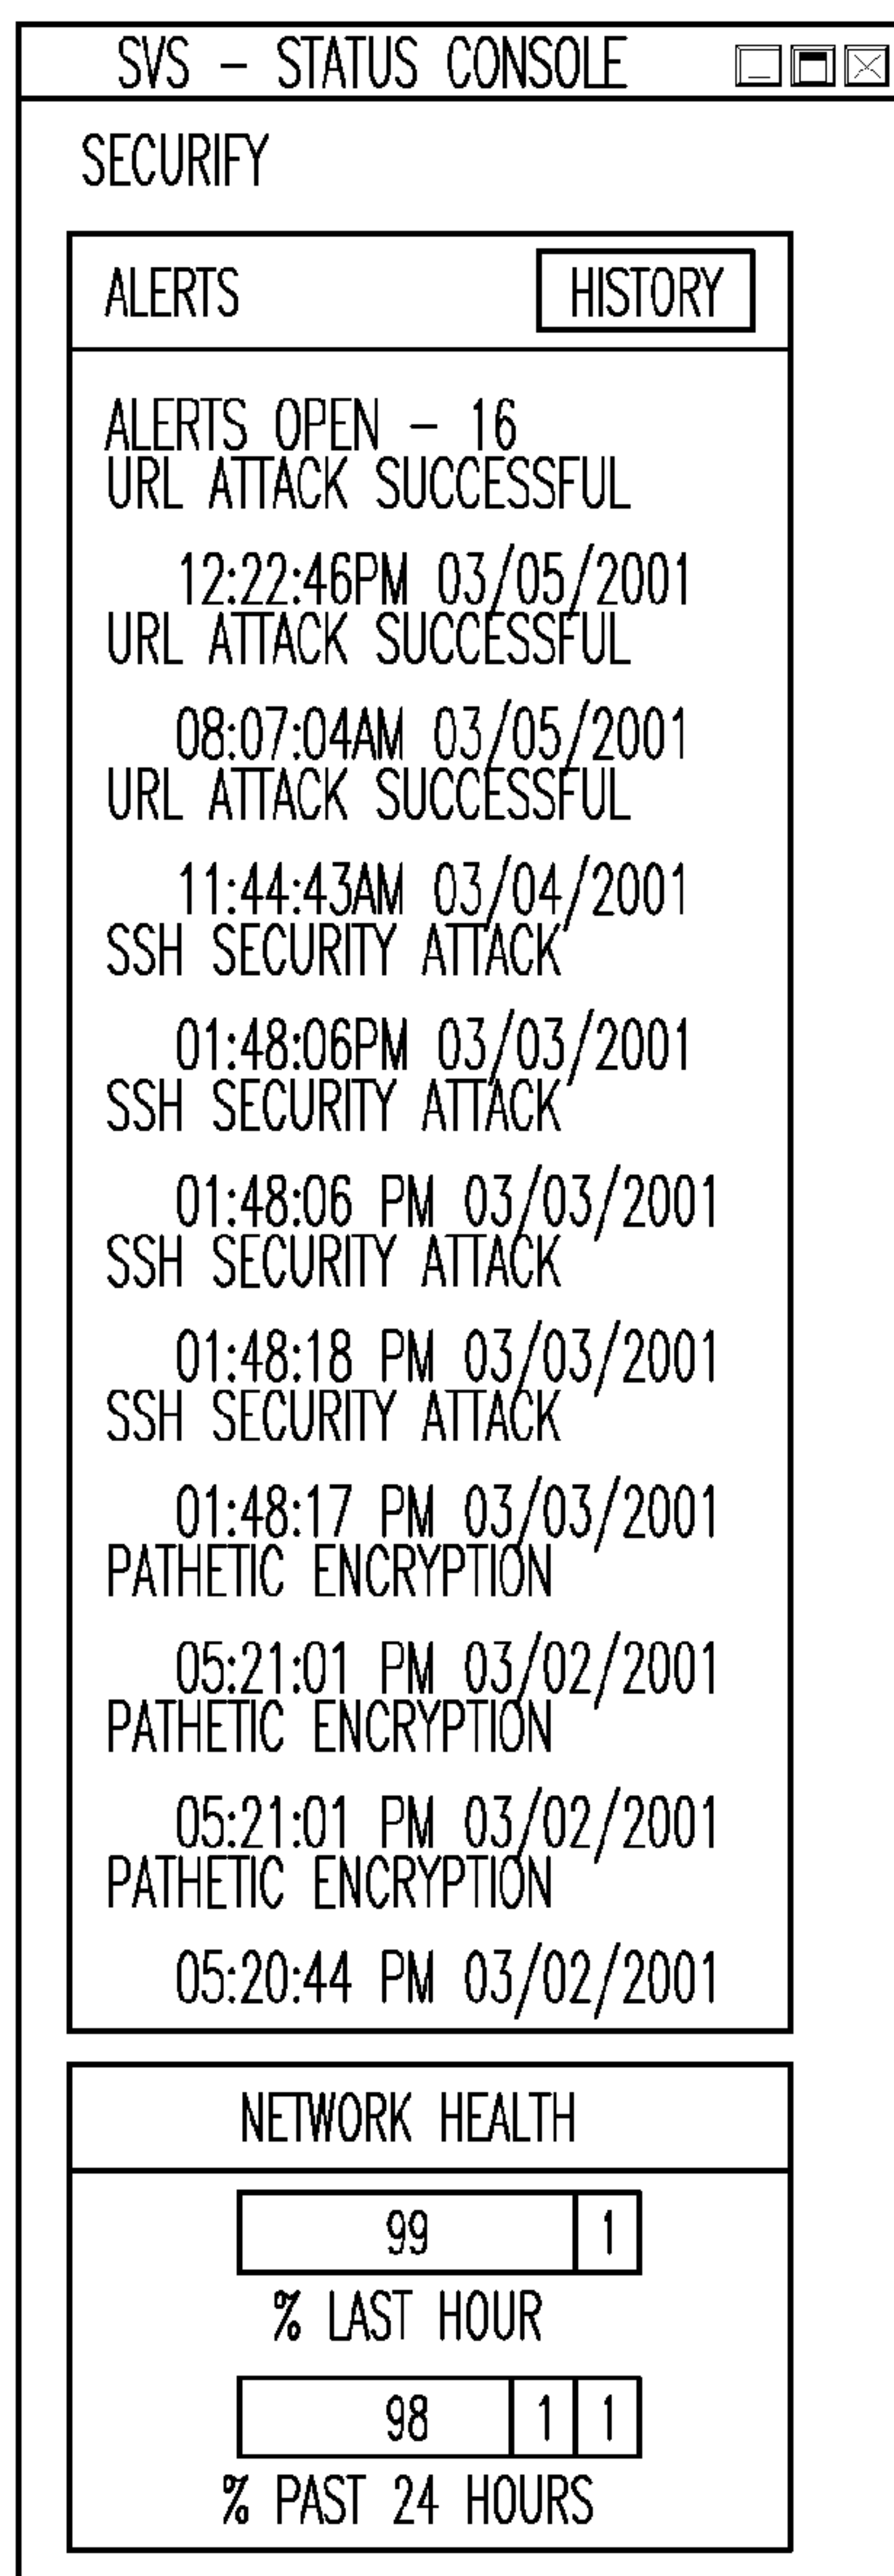 SVS – STATUS CONSOLE
SECURIFY
ALERTS HISTORY
ALERTS OPEN – 16
URL ATTACK SUCCESSFUL
12:22:46PM 03/05/2001
URL ATTACK SUCCESSFUL
08:07:04AM 03/05/2001
URL ATTACK SUCCESSFUL
11:44:43AM 03/04/2001
SSH SECURITY ATTACK
01:48:06PM 03/03/2001
SSH SECURITY ATTACK
01:48:06 PM 03/03/2001
SSH SECURITY ATTACK
01:48:18 PM 03/03/2001
SSH SECURITY ATTACK
01:48:17 PM 03/03/2001
PATHETIC ENCRYPTION
05:21:01 PM 03/02/2001
PATHETIC ENCRYPTION
05:21:01 PM 03/02/2001
PATHETIC ENCRYPTION
05:20:44 PM 03/02/2001
NETWORK HEALTH
99 1
% LAST HOUR
98 1 1
% PAST 24 HOURS